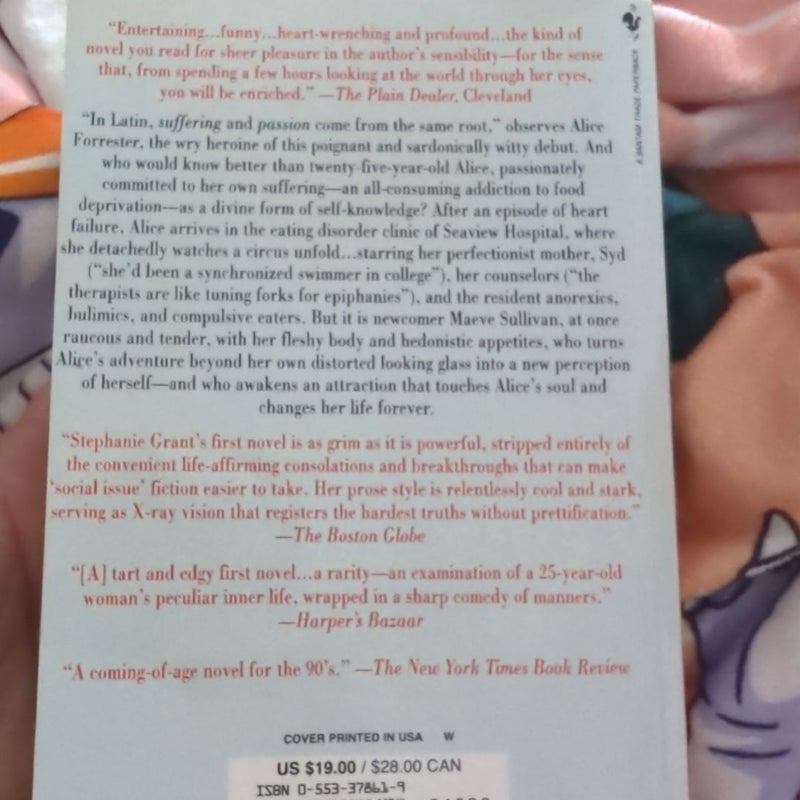 “Entertaining...funny...heart-wrenching and profound...the kind of
novel you read for sheer pleasure in the author's sensibility—for the sense
that, from spending a few hours looking at the world through her eyes,
you will be enriched.” —The Plain Dealer, Cleveland
“In Latin, suffering and passion come from the same root,” observes Alice
Forrester, the wry heroine of this poignant and sardonically witty debut. And
who would know better than twenty-five-year-old Alice, passionately
committed to her own suffering—an all-consuming addiction to food
deprivation—as a divine form of self-knowledge? After an episode of heart
failure, Alice arrives in the eating disorder clinic of Seaview Hospital, where
she detachedly watches a circus unfold...starring her perfectionist mother, Syd
(“she'd been a synchronized swimmer in college”), her counselors (“the
therapists are like tuning forks for epiphanies”), and the resident anorexics,
bulimics, and compulsive eaters. But it is newcomer Maeve Sullivan, at once
raucous and tender, with her fleshy body and hedonistic appetites, who turns
Alice's adventure beyond her own distorted looking glass into a new perception
of herself—and who awakens an attraction that touches Alice's soul and
changes her life forever.
“Stephanie Grant's first novel is as grim as it is powerful, stripped entirely of
the convenient life-affirming consolations and breakthroughs that can make
'social issue' fiction easier to take. Her prose style is relentlessly cool and stark,
serving as X-ray vision that registers the hardest truths without prettification.”
—The Boston Globe
“[A] tart and edgy first novel...a rarity—an examination of a 25-year-old
woman's peculiar inner life, wrapped in a sharp comedy of manners.”
—Harper's Bazaar
“A coming-of-age novel for the 90's.” —The New York Times Book Review
A BANTAM TRADE PAPERBACK
COVER PRINTED IN USA W
US $19.00 / $28.00 CAN
ISBN 0-553-37861-9